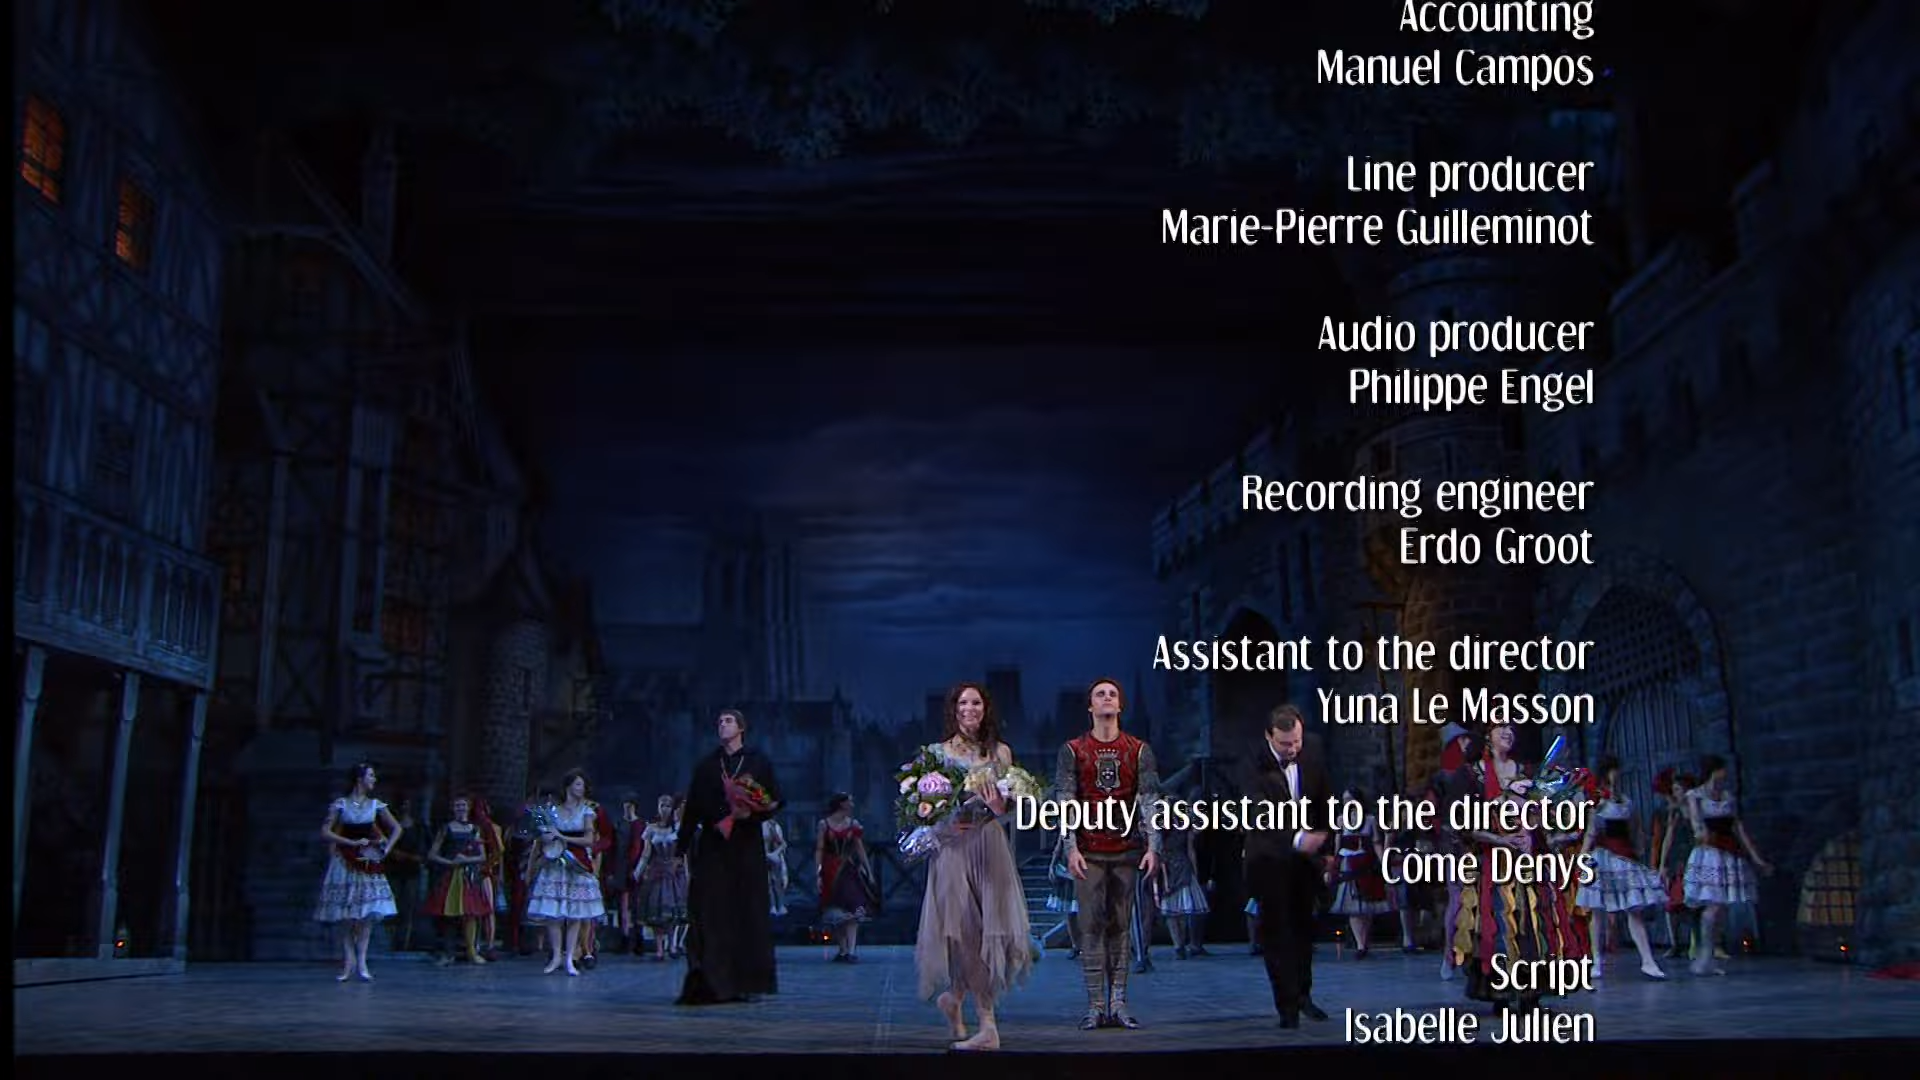 Accounting
Manuel Campos
Line producer
Marie-Pierre Guilleminot
Audio producer
Philippe Engel
Recording engineer
Erdo Groot
Assistant to the director
Yuna Le Masson
Deputy assistant to the director
Côme Denys
Script
Isabelle Julien